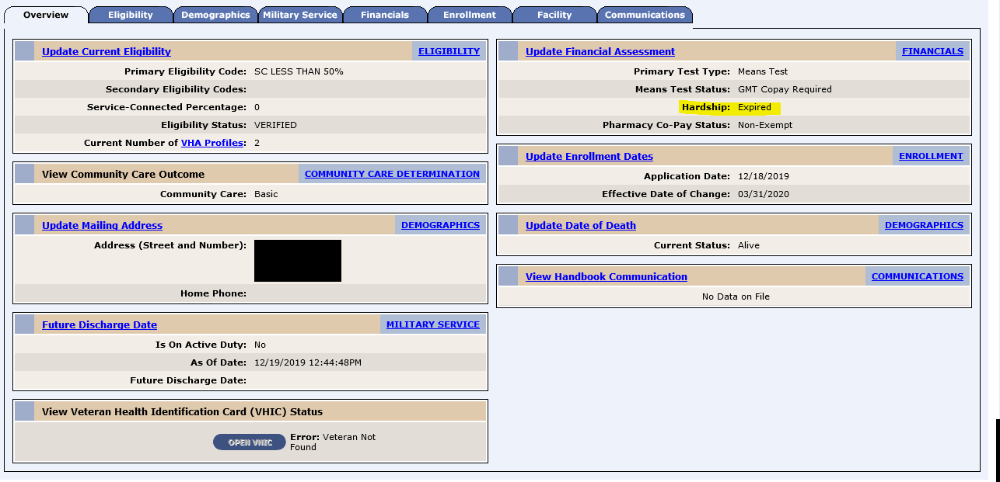 Overview Eligibility Demographics Military Service Financials Enrollment Facility Communications
Update Current Eligibility ELIGIBILITY
Primary Eligibility Code: SC LESS THAN 50%
Secondary Eligibility Codes:
Service-Connected Percentage: 0
Eligibility Status: VERIFIED
Current Number of VHA Profiles: 2
View Community Care Outcome COMMUNITY CARE DETERMINATION
Community Care: Basic
Update Mailing Address DEMOGRAPHICS
Address (Street and Number):
Home Phone:
Future Discharge Date MILITARY SERVICE
Is On Active Duty: No
As Of Date: 12/19/2019 12:44:48PM
Future Discharge Date:
View Veteran Health Identification Card (VHIC) Status
OPEN VHIC Error: Veteran Not
Found
Update Financial Assessment FINANCIALS
Primary Test Type: Means Test
Means Test Status: GMT Copay Required
Hardship: Expired
Pharmacy Co-Pay Status: Non-Exempt
Update Enrollment Dates ENROLLMENT
Application Date: 12/18/2019
Effective Date of Change: 03/31/2020
Update Date of Death DEMOGRAPHICS
Current Status: Alive
View Handbook Communication COMMUNICATIONS
No Data on File